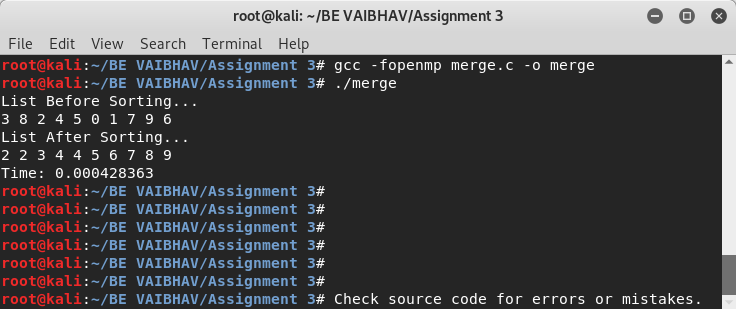 root@kali: ~/BE VAIBHAV/Assignment 3
File Edit View Search Terminal Help
root@kali:~/BE VAIBHAV/Assignment 3# gcc -fopenmp merge.c -o merge
root@kali:~/BE VAIBHAV/Assignment 3# ./merge
List Before Sorting...
3 8 2 4 5 0 1 7 9 6
List After Sorting...
2 2 3 4 4 5 6 7 8 9
Time: 0.000428363
root@kali:~/BE VAIBHAV/Assignment 3#
root@kali:~/BE VAIBHAV/Assignment 3#
root@kali:~/BE VAIBHAV/Assignment 3#
root@kali:~/BE VAIBHAV/Assignment 3#
root@kali:~/BE VAIBHAV/Assignment 3#
root@kali:~/BE VAIBHAV/Assignment 3#
root@kali:~/BE VAIBHAV/Assignment 3# Check source code for errors or mistakes.